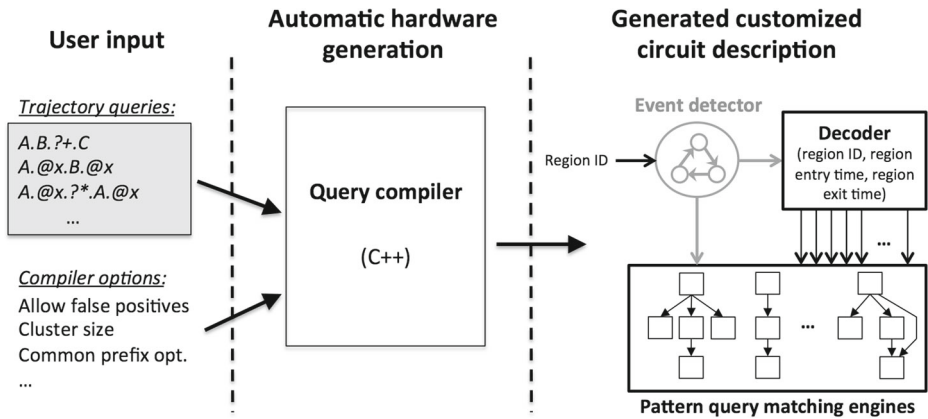 User input
Automatic hardware
generation
Generated customized
circuit description
Trajectory queries:
A.B.?+.C
A.@x.B.@x
A.@x.?*.A.@x
...
Compiler options:
Allow false positives
Cluster size
Common prefix opt.
...
Query compiler
(C++)
Event detector
Region ID
Decoder
(region ID, region
entry time, region
exit time)
...
...
Pattern query matching engines